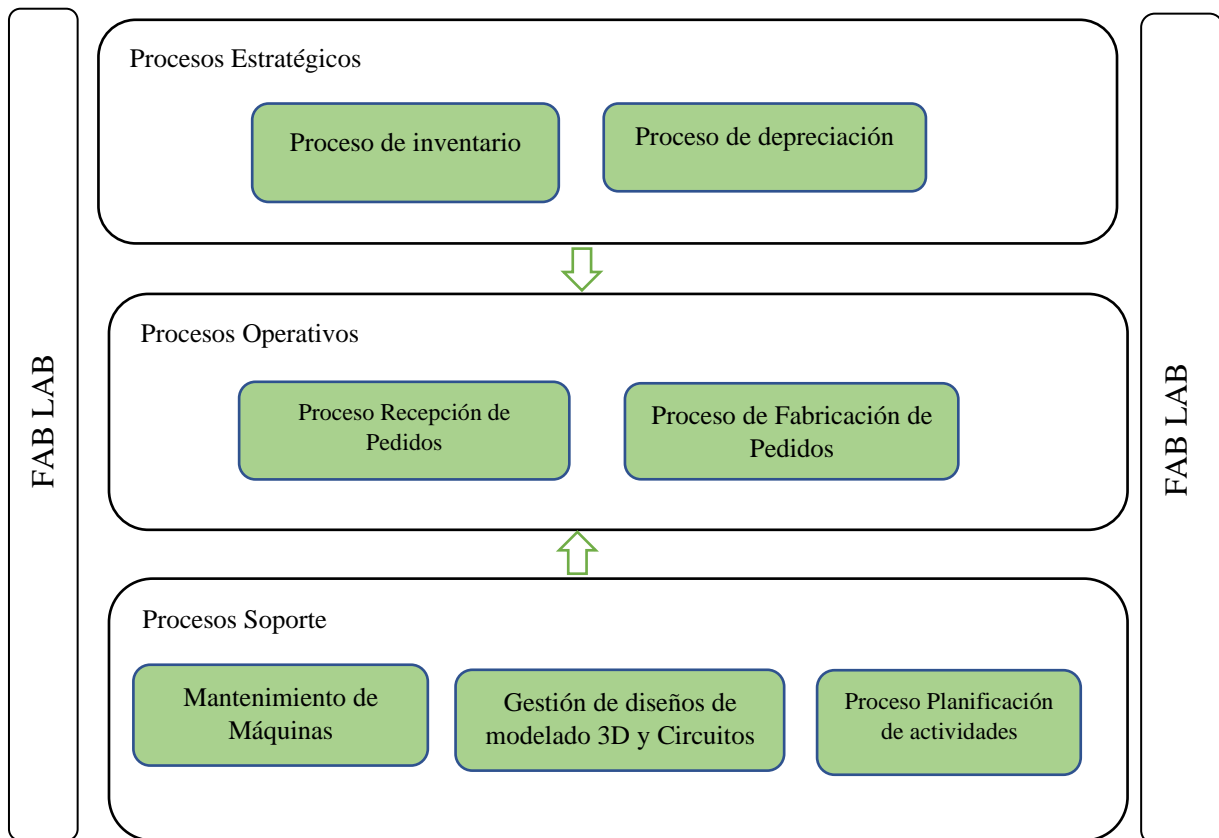 FAB LAB
Procesos Estratégicos
Proceso de inventario
Proceso de depreciación
Procesos Operativos
Proceso Recepción de
Pedidos
Proceso de Fabricación de
Pedidos
Procesos Soporte
Mantenimiento de
Máquinas
Gestión de diseños de
modelado 3D y Circuitos
Proceso Planificación
de actividades
FAB LAB